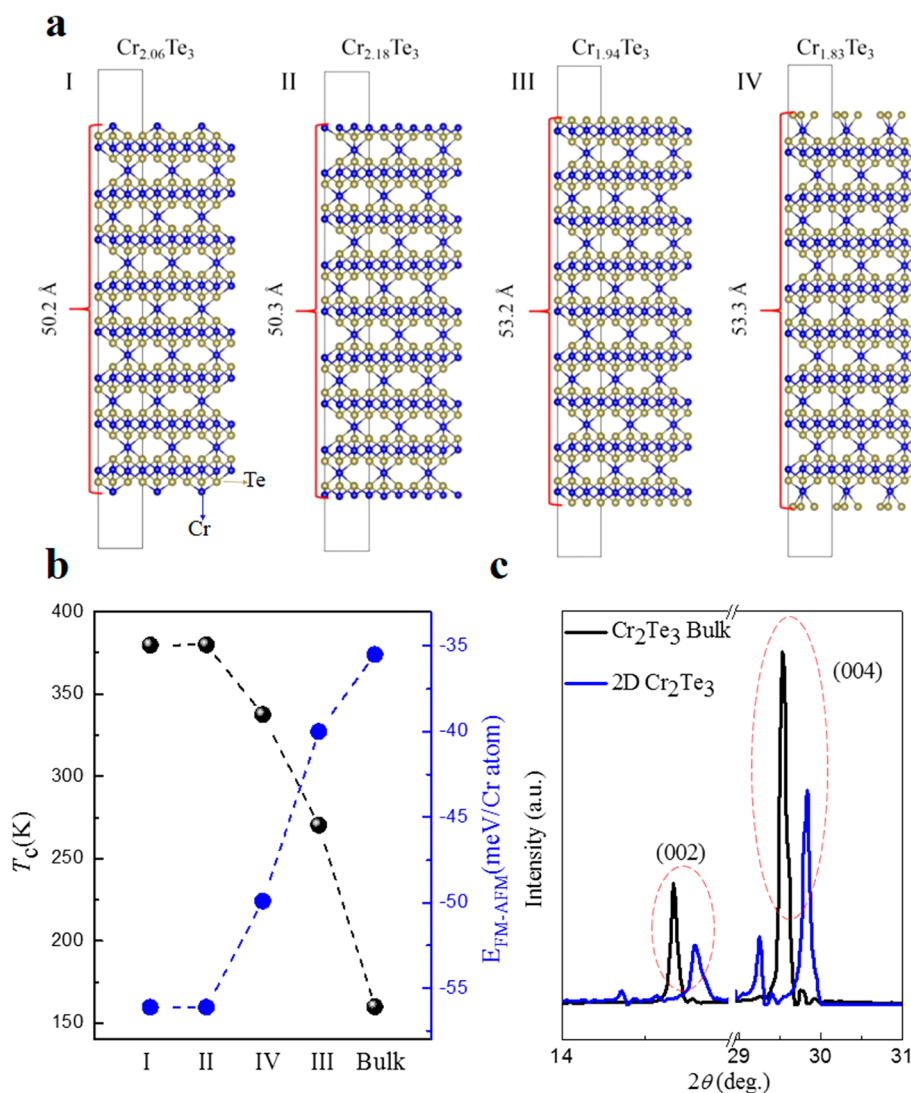 a
Cr2.06Te3
Cr2.18Te3
Cr1.94Te3
Cr1.83Te3
I
II
III
IV
50.2 Å
50.3 Å
53.2 Å
53.3 Å
Te
Cr
b
400
350
300
250
200
150
TC(K)
-35
-40
-45
-50
-55
EFM-AFM(meV/Cr atom)
I II IV III Bulk
c
Cr2Te3 Bulk
2D Cr2Te3
(004)
(002)
Intensity (a.u.)
14 29 30 31
2θ (deg.)